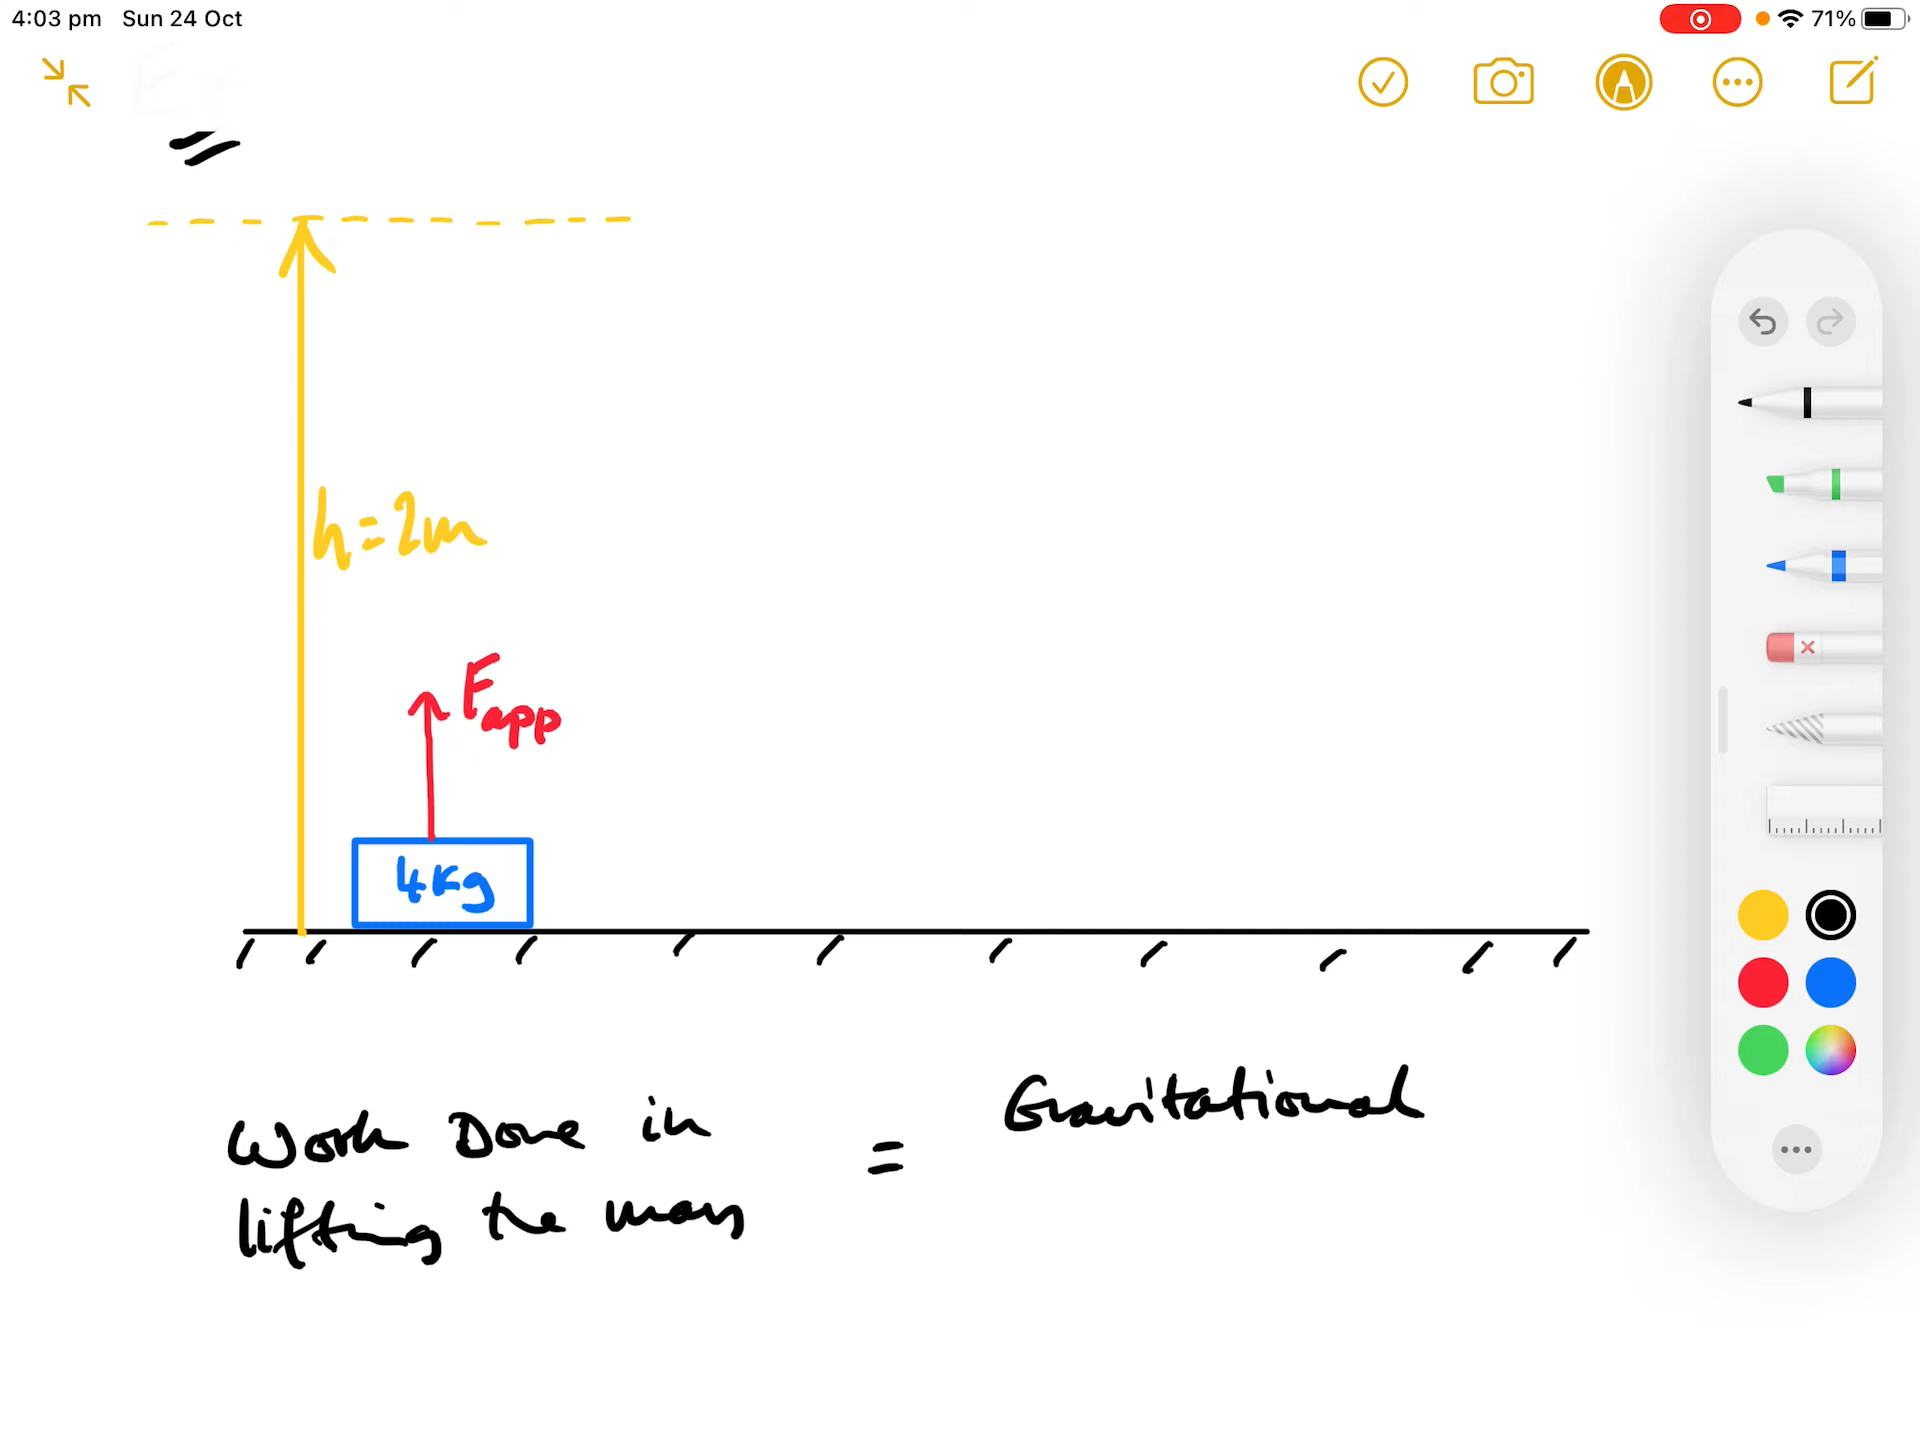 4:03 pm Sun 24 Oct
71%
h=2m
Fapp
4Kg
Gravitational
Work Done in
=
lifting the mass